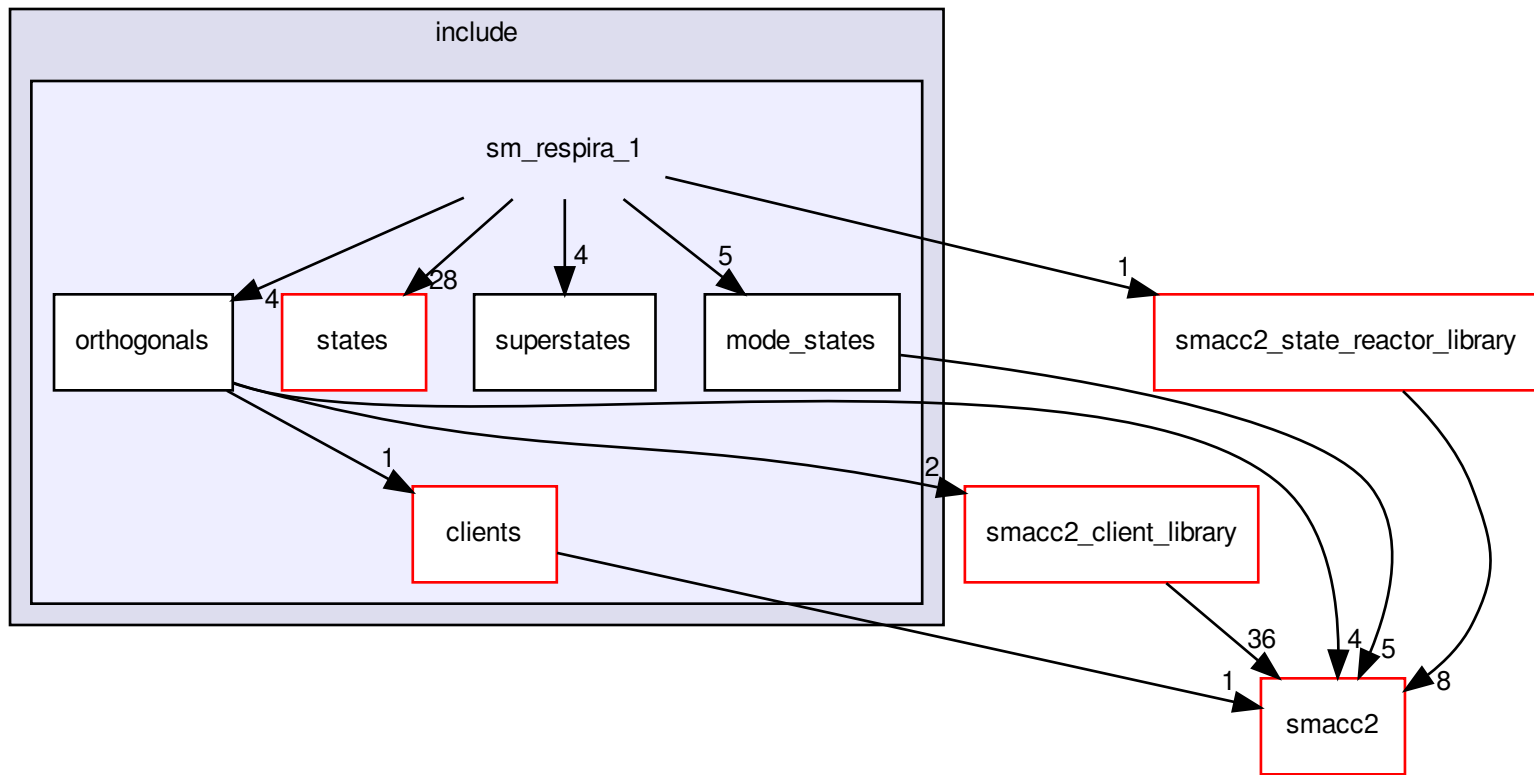 include
sm_respira_1
5
4
28
4
1
orthogonals
states
superstates
mode_states
smacc2_state_reactor_library
1
2
clients
smacc2_client_library
36
4
5
8
1
smacc2